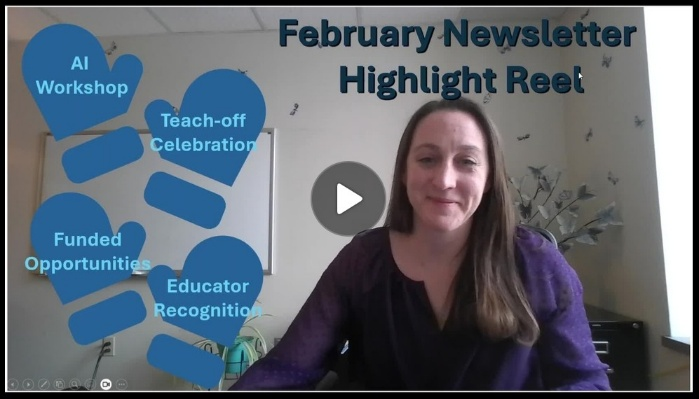 February Newsletter
Highlight Reel
AI
Workshop
Teach-off
Celebration
Funded
Opportunities
Educator
Recognition